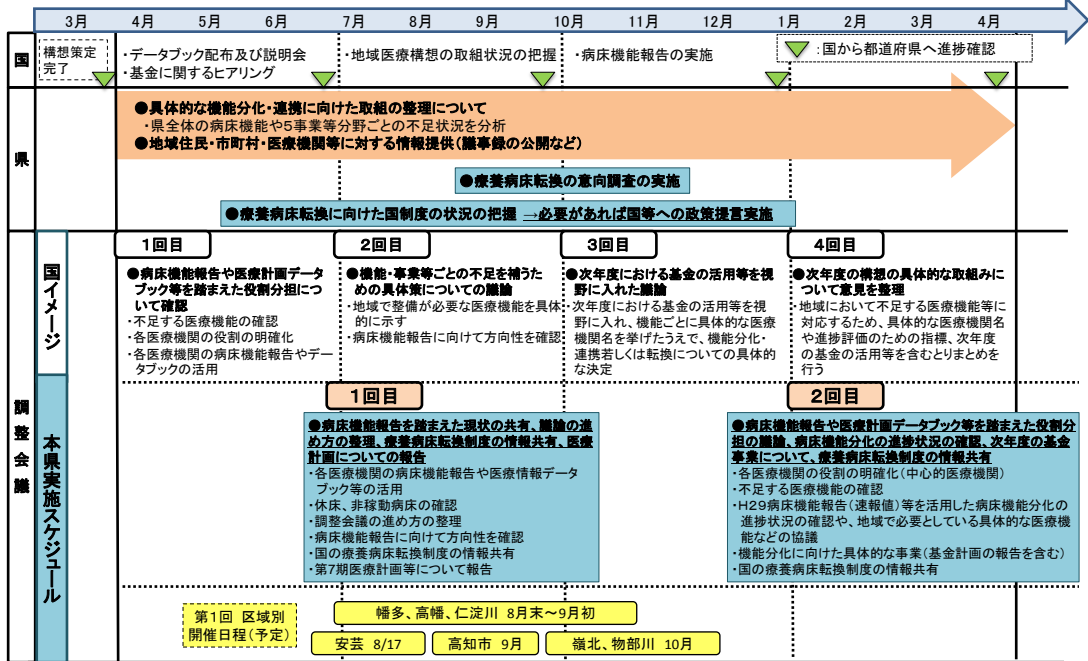 3月 4月 5月 6月 7月 8月 9月 10月 11月 12月 1月 2月 3月 4月
国
構想策定
完了
・データブック配布及び説明会
・基金に関するヒアリング
・地域医療構想の取組状況の把握
・病床機能報告の実施
:国から都道府県へ進捗確認
県
●具体的な機能分化・連携に向けた取組の整理について
・県全体の病床機能や5事業等分野ごとの不足状況を分析
●地域住民・市町村・医療機関等に対する情報提供(議事録の公開など)
●療養病床転換の意向調査の実施
●療養病床転換に向けた国制度の状況の把握 →必要があれば国等への政策提言実施
調整会議
国イメージ
1回目
●病床機能報告や医療計画データ
ブック等を踏まえた役割分担につ
いて確認
・不足する医療機能の確認
・各医療機関の役割の明確化
・各医療機関の病床機能報告やデー
タブックの活用
2回目
●機能・事業等ごとの不足を補うた
めの具体策についての議論
・地域で整備が必要な医療機能を具体
的に示す
・病床機能報告に向けて方向性を確認
3回目
●次年度における基金の活用等を視
野に入れた議論
・次年度における基金の活用等を視
野に入れ、機能ごとに具体的な医療
機関名を挙げたうえで、機能分化・
連携若しくは転換についての具体的
な決定
4回目
●次年度の構想の具体的な取組みに
ついて意見を整理
・地域において不足する医療機能等に
対応するため、具体的な医療機関名
や進捗評価のための指標、次年度
の基金の活用等を含むとりまとめを
行う
本県実施スケジュール
1回目
●病床機能報告を踏まえた現状の共有、議論の進
め方の整理、療養病床転換制度の情報共有、医療
計画についての報告
・各医療機関の病床機能報告や医療情報データ
ブック等の活用
・休床、非稼動病床の確認
・調整会議の進め方の整理
・病床機能報告に向けて方向性を確認
・国の療養病床転換制度の情報共有
・第7期医療計画等について報告
2回目
●病床機能報告や医療計画データブック等を踏まえた役割分
担の議論、病床機能分化の進捗状況の確認、次年度の基金
事業について、療養病床転換制度の情報共有
・各医療機関の役割の明確化(中心的医療機関)
・不足する医療機能の確認
・H29病床機能報告(速報値)等を活用した病床機能分化の
進捗状況の確認や、地域で必要としている具体的な医療機
能などの協議
・機能分化に向けた具体的な事業(基金計画の報告を含む)
・国の療養病床転換制度の情報共有
第1回 区域別
開催日程(予定)
幡多、高幡、仁淀川 8月末~9月初
安芸 8/17
高知市 9月
嶺北、物部川 10月